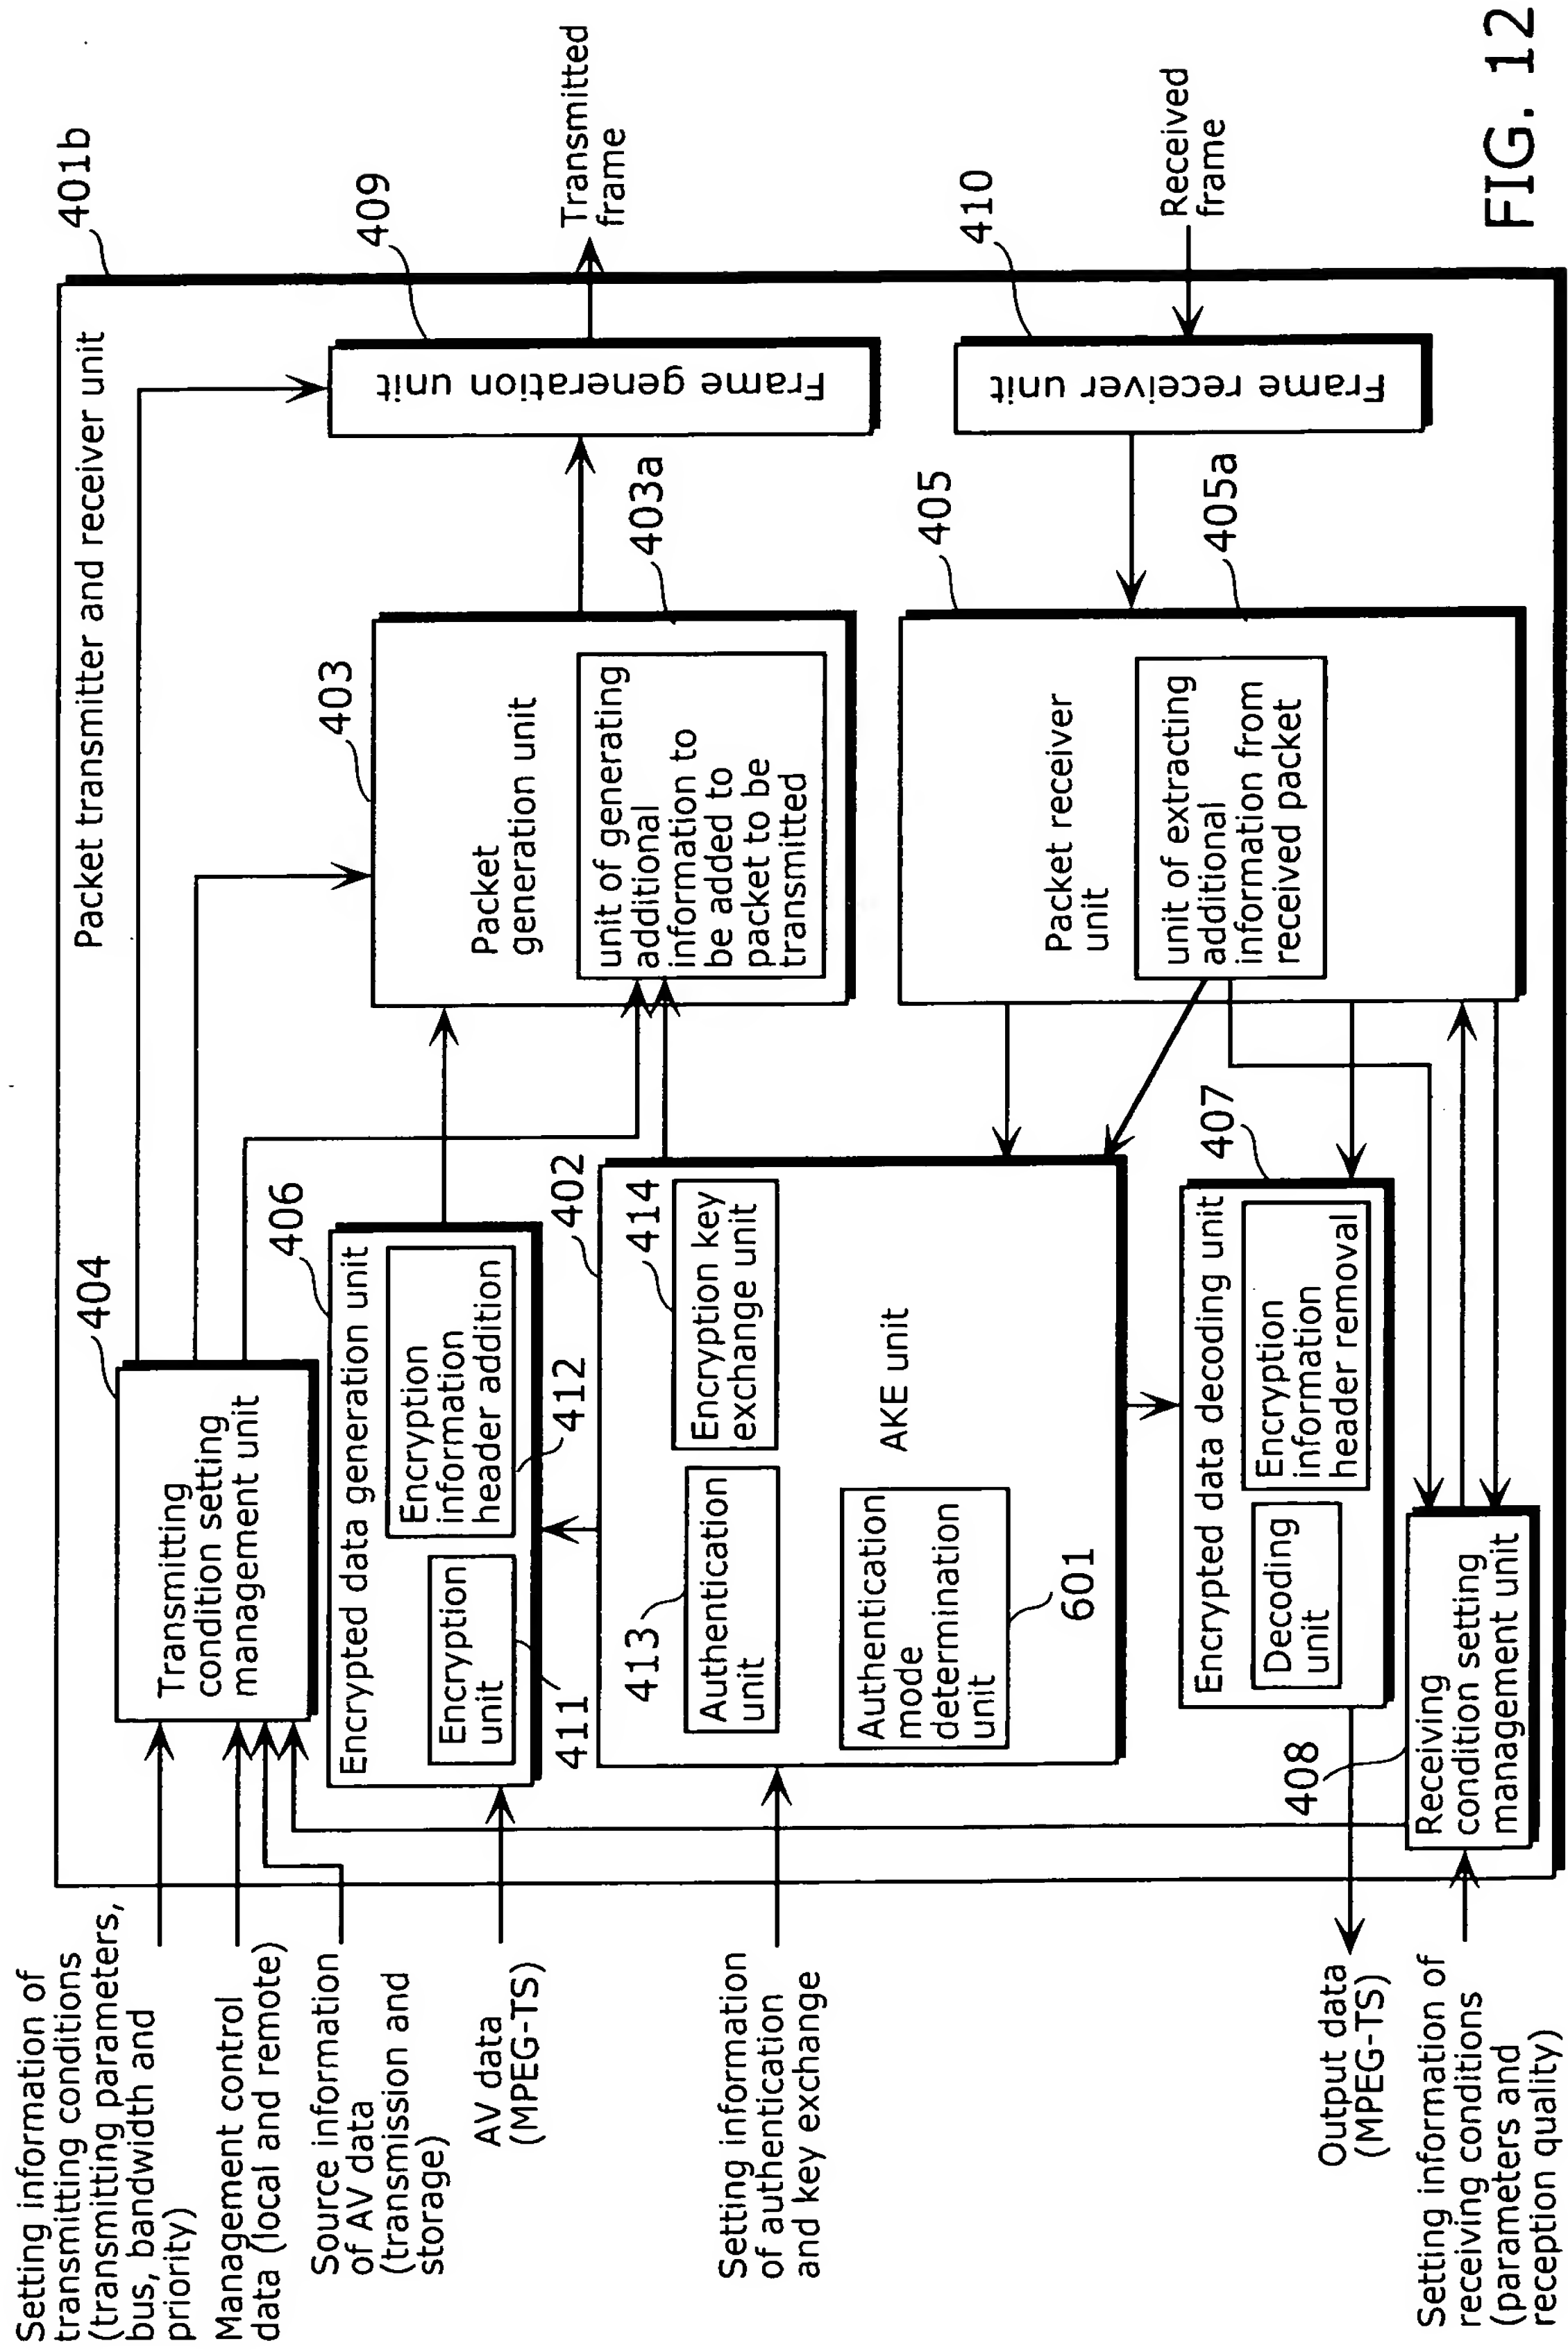 Packet transmitter and receiver unit
401b
Setting information of
transmitting conditions
(transmitting parameters,
bus, bandwidth and
priority)
Management control
data (local and remote)
Source information
of AV data
(transmission and
storage)
AV data
(MPEG-TS)
Setting information
of authentication
and key exchange
Output data
(MPEG-TS)
Setting information of
receiving conditions
(parameters and
reception quality)
404
Transmitting
condition setting
management unit
406
Encrypted data generation unit
Encryption
unit
411
Encryption
information
header addition
412
402
413
Authentication
unit
414
Encryption key
exchange unit
AKE unit
Authentication
mode
determination
unit
601
407
Encrypted data decoding unit
Decoding
unit
Encryption
information
header removal
408
Receiving
condition setting
management unit
403
Packet
generation unit
403a
unit of generating
additional
information to
be added to
packet to be
transmitted
405
Packet receiver
unit
405a
unit of extracting
additional
information from
received packet
409
Frame generation unit
Transmitted
frame
410
Frame receiver unit
Received
frame
FIG. 12